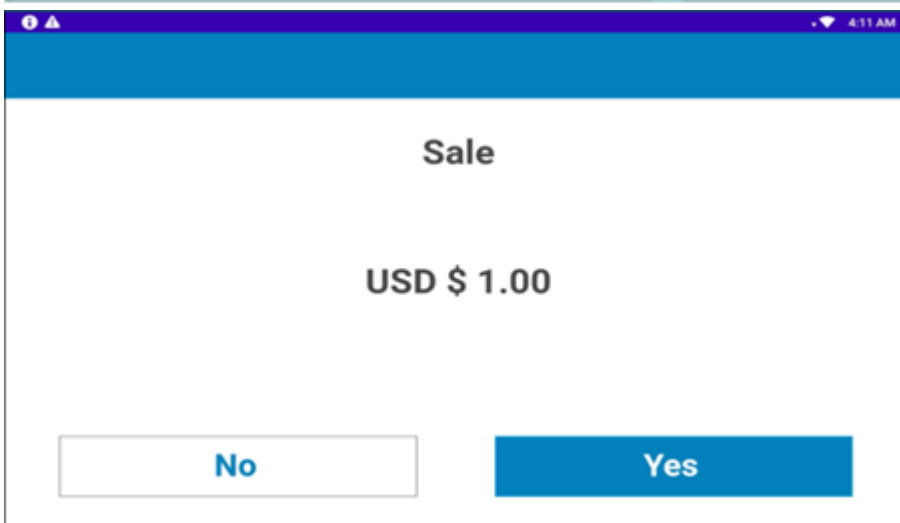 4:11 AM
Sale
USD $ 1.00
No
Yes